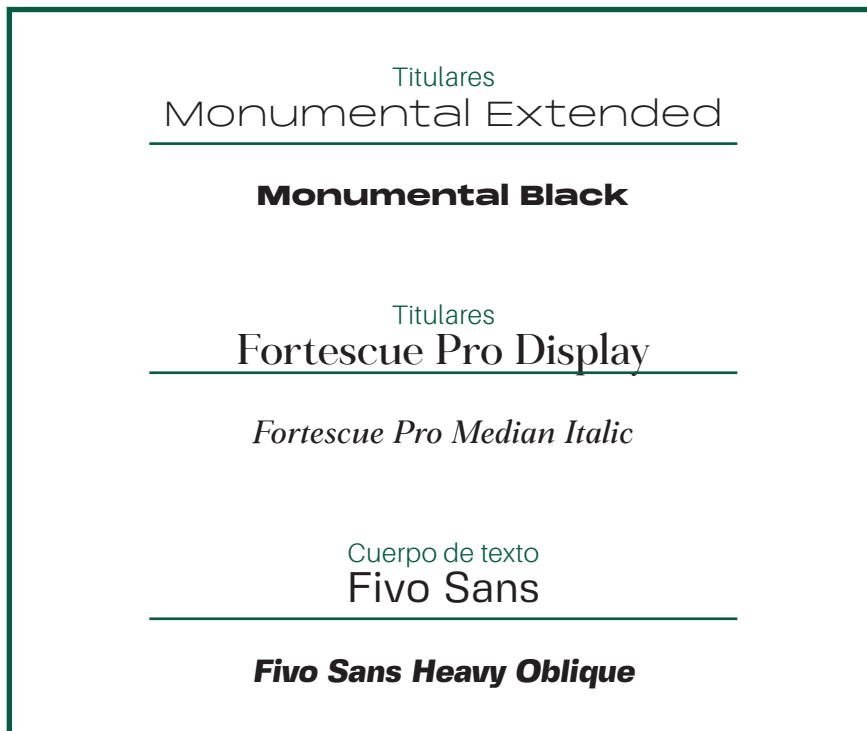 Titulares
Monumental Extended
Monumental Black
Titulares
Fortescue Pro Display
Fortescue Pro Median Italic
Cuerpo de texto
Fivo Sans
Fivo Sans Heavy Oblique